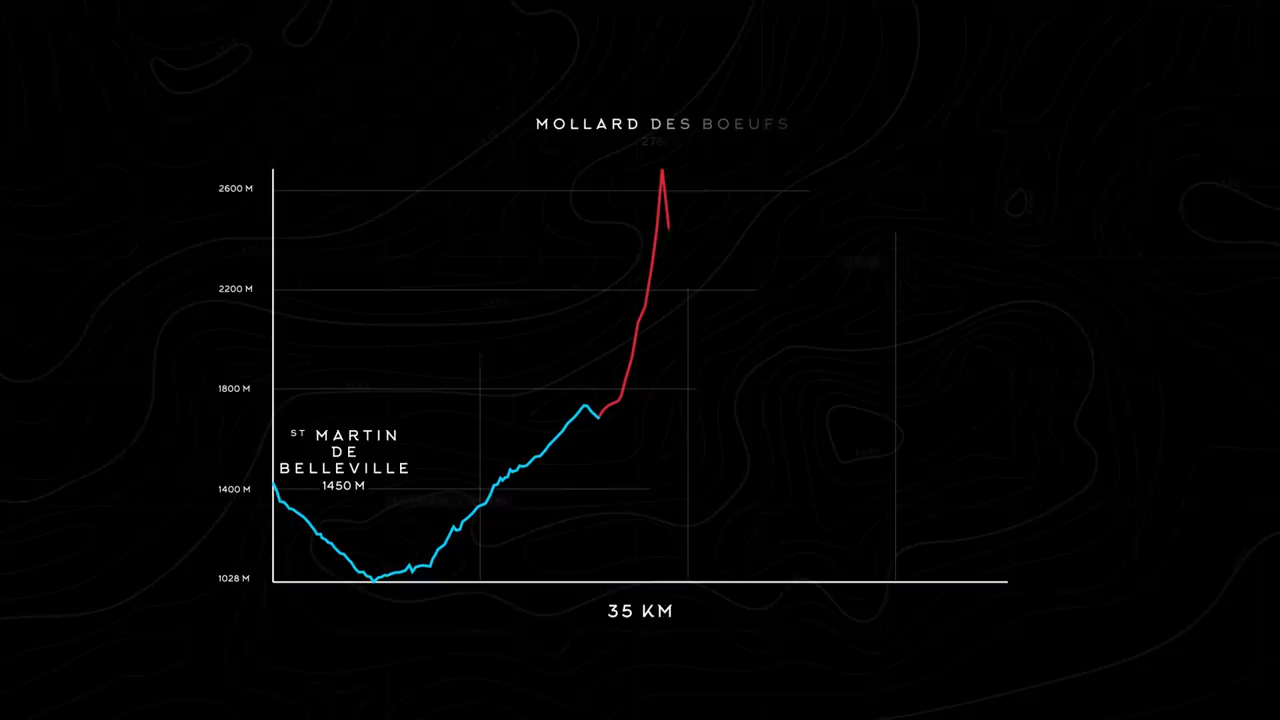 MOLLARD DES BOEUFS
2600 M
2200 M
1800 M
ST MARTIN
DE
BELLEVILLE
1450 M
1400 M
1028 M
35 KM